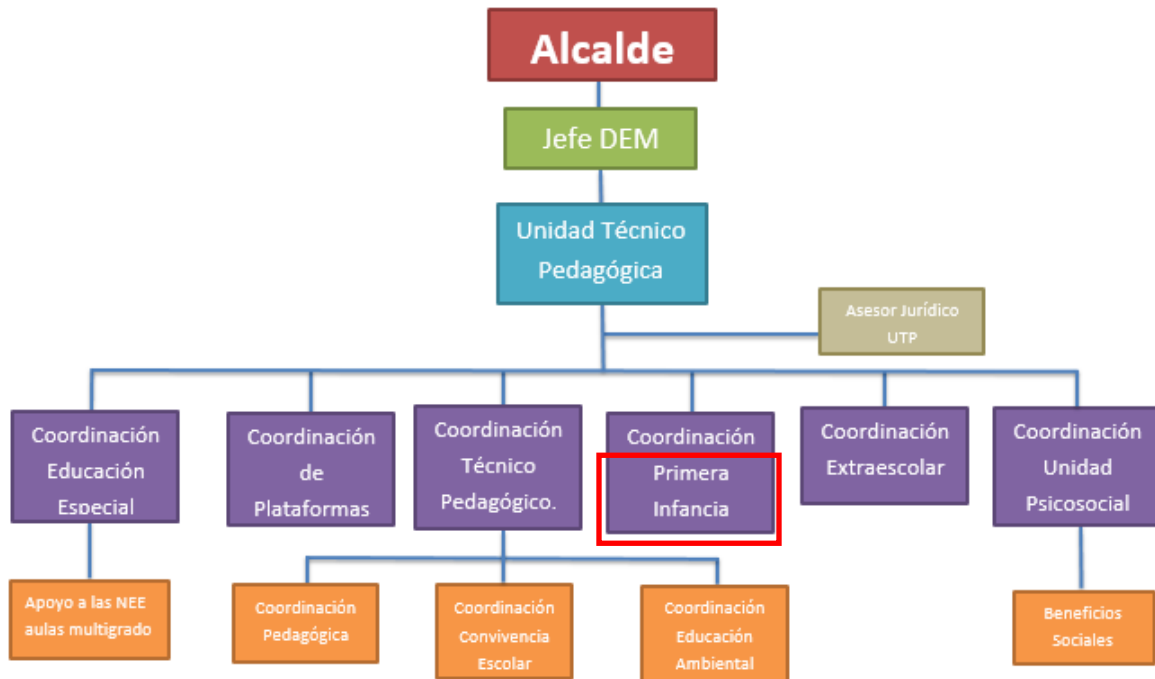 Alcalde
Jefe DEM
Unidad Técnico
Pedagógica
Asesor Jurídico
UTP
Coordinación
Educación
Especial
Coordinación
de
Plataformas
Coordinación
Técnico
Pedagógico.
Coordinación
Primera
Infancia
Coordinación
Extraescolar
Coordinación
Unidad
Psicosocial
Apoyo a las NEE
aulas multigrado
Coordinación
Pedagógica
Coordinación
Convivencia
Escolar
Coordinación
Educación
Ambiental
Beneficios
Sociales